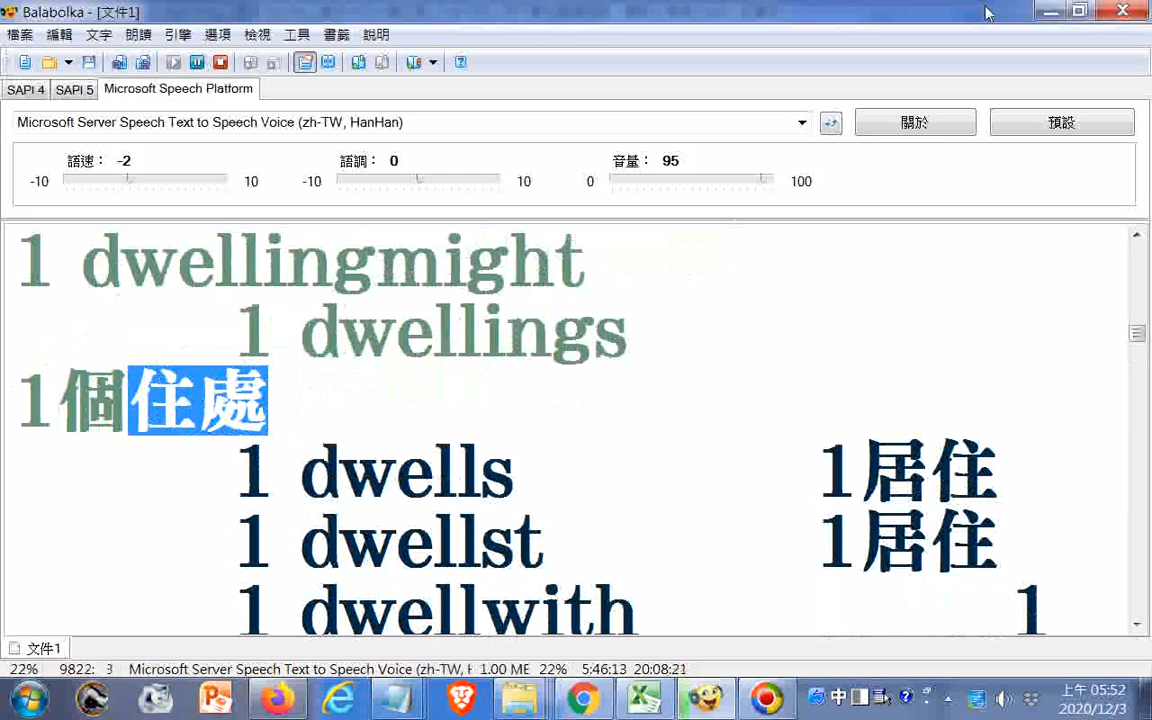 Balabolka - [文件1]
檔案 編輯 文字 朗讀 引擎 選項 檢視 工具 書籤 說明
SAPI 4 SAPI 5 Microsoft Speech Platform
Microsoft Server Speech Text to Speech Voice (zh-TW, HanHan) 關於 預設
語速： -2 語調： 0 音量： 95
-10 10 -10 10 0 100
1 dwellingmight
1 dwellings
1個住處
1 dwells 1居住
1 dwellst 1居住
1 dwellwith 1
文件1
22% 9822: 3 Microsoft Server Speech Text to Speech Voice (zh-TW, 1.00 ME 22% 5:46:13 20:08:21
中 上午 05:52
2020/12/3